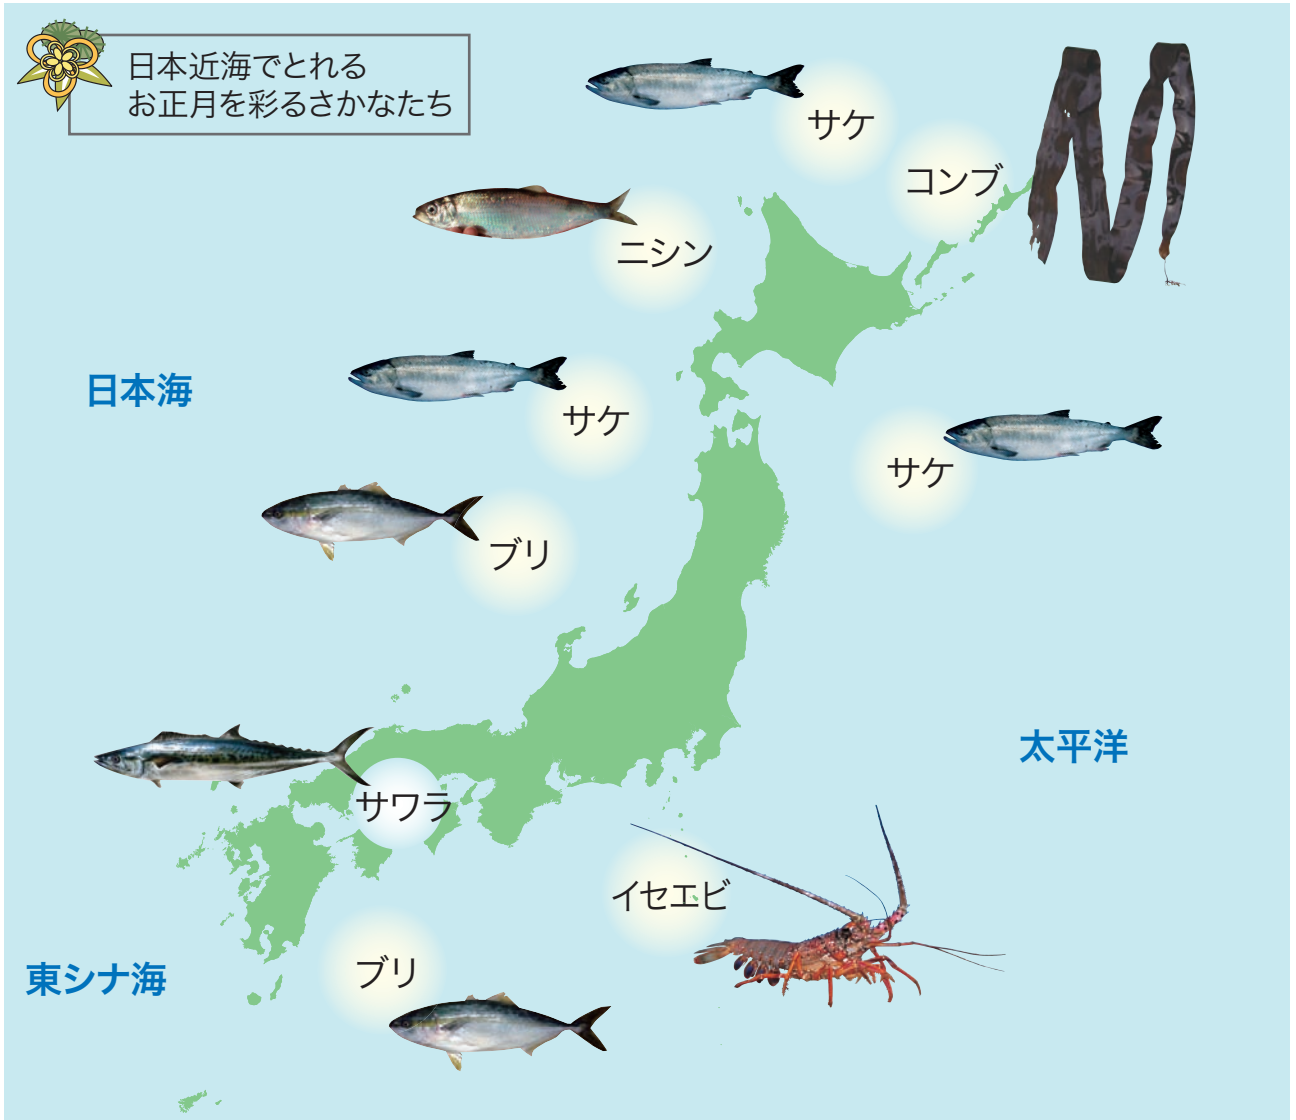 日本近海でとれる
お正月を彩るさかなたち
サケ
コンブ
ニシン
日本海
サケ
サケ
ブリ
太平洋
サワラ
イセエビ
ブリ
東シナ海